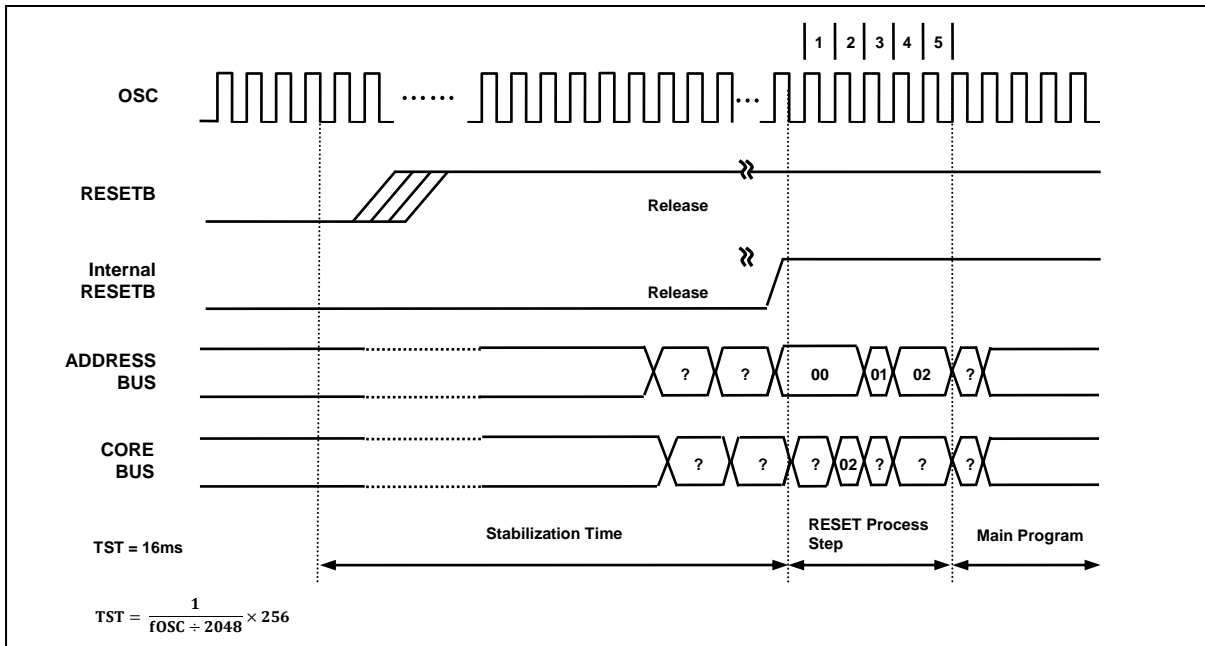 1 2 3 4 5
OSC
......
...
RESETB
Release
Internal
RESETB
Release
ADDRESS
BUS
? ? 00 01 02 ?
CORE
BUS
? ? ? 02 ? ? ?
TST = 16ms
Stabilization Time
RESET Process
Step
Main Program
TST = 1 / fOSC ÷ 2048 × 256